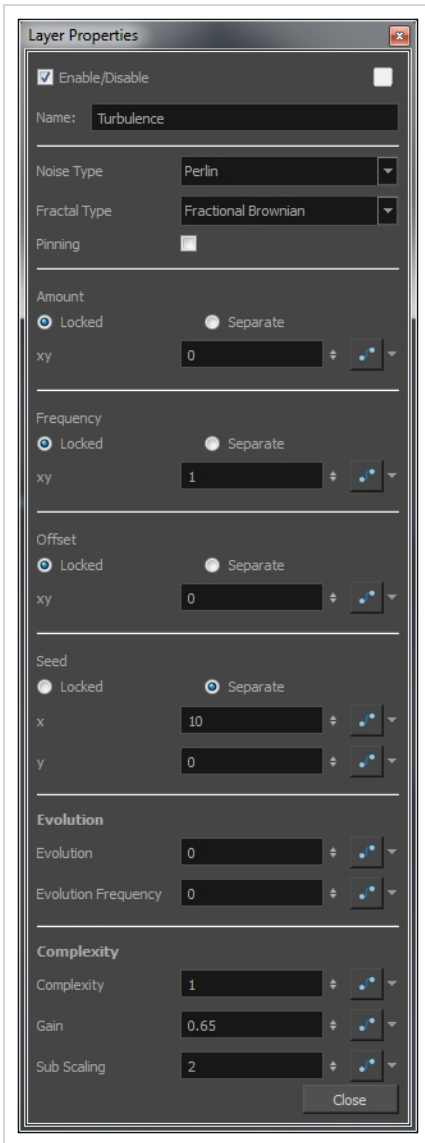 Layer Properties
Enable/Disable
Name: Turbulence
Noise Type Perlin
Fractal Type Fractional Brownian
Pinning
Amount
Locked Separate
xy 0
Frequency
Locked Separate
xy 1
Offset
Locked Separate
xy 0
Seed
Locked Separate
x 10
y 0
Evolution
Evolution 0
Evolution Frequency 0
Complexity
Complexity 1
Gain 0.65
Sub Scaling 2
Close